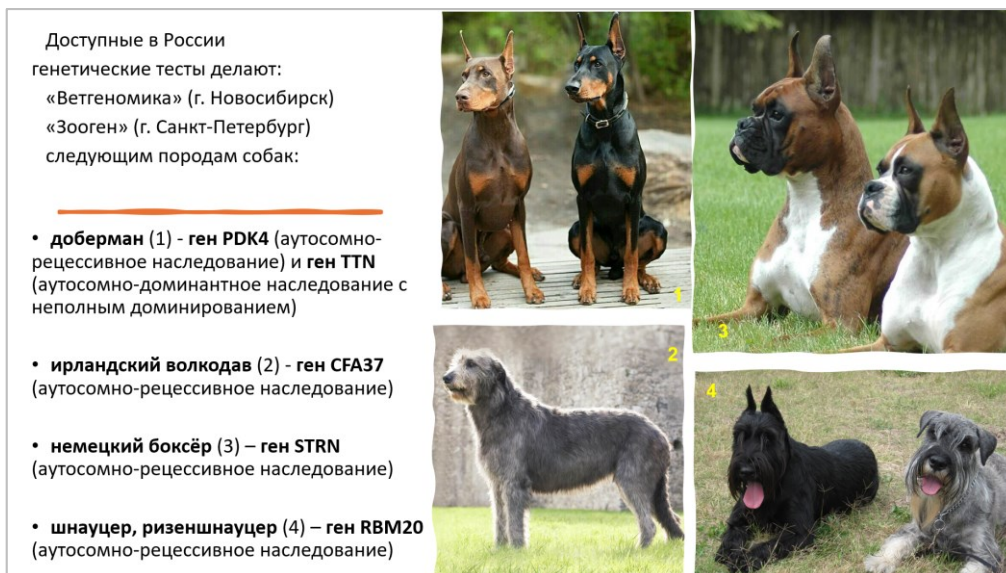 Доступные в России
генетические тесты делают:
«Ветгеномика» (г. Новосибирск)
«Зооген» (г. Санкт-Петербург)
следующим породам собак:
• доберман (1) - ген PDK4 (аутосомно-
рецессивное наследование) и ген TTN
(аутосомно-доминантное наследование с
неполным доминированием)
• ирландский волкодав (2) - ген CFA37
(аутосомно-рецессивное наследование)
• немецкий боксёр (3) – ген STRN
(аутосомно-рецессивное наследование)
• шнауцер, ризеншнауцер (4) – ген RBM20
(аутосомно-рецессивное наследование)
1
3
2
4